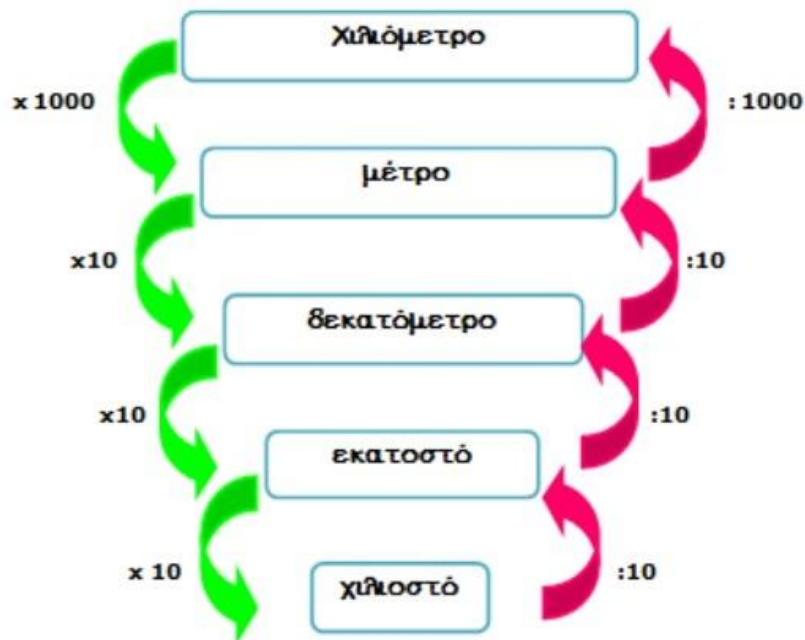 Χιλιόμετρο
x 1000
: 1000
μέτρο
x10
:10
δεκατόμετρο
x10
:10
εκατοστό
x 10
:10
χιλιοστό